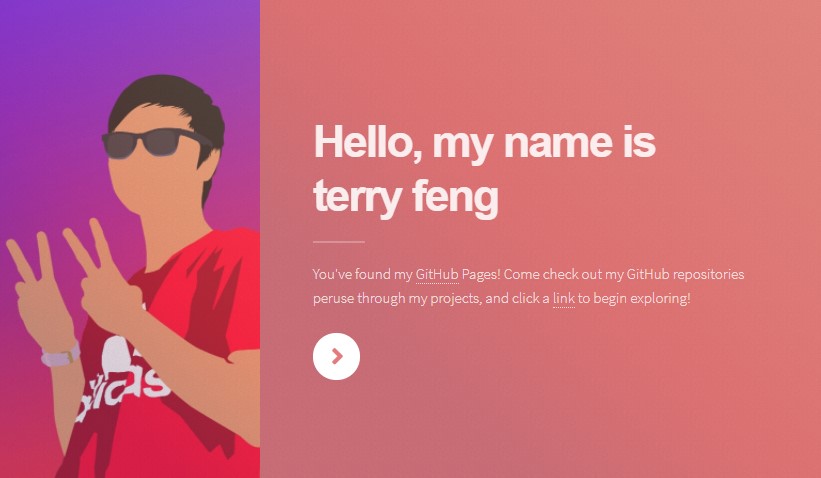 Hello, my name is
terry feng
You've found my GitHub Pages! Come check out my GitHub repositories
peruse through my projects, and click a link to begin exploring!
adidas